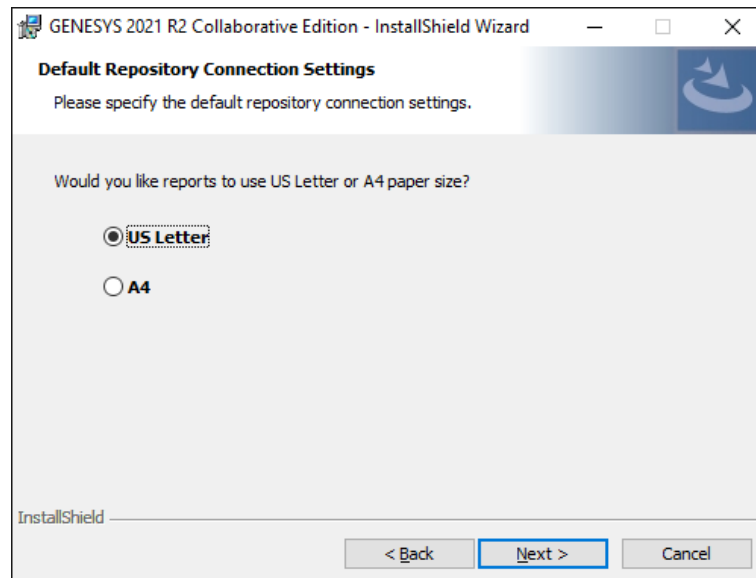 GENESYS 2021 R2 Collaborative Edition - InstallShield Wizard
Default Repository Connection Settings
Please specify the default repository connection settings.
Would you like reports to use US Letter or A4 paper size?
US Letter
A4
InstallShield
< Back Next > Cancel